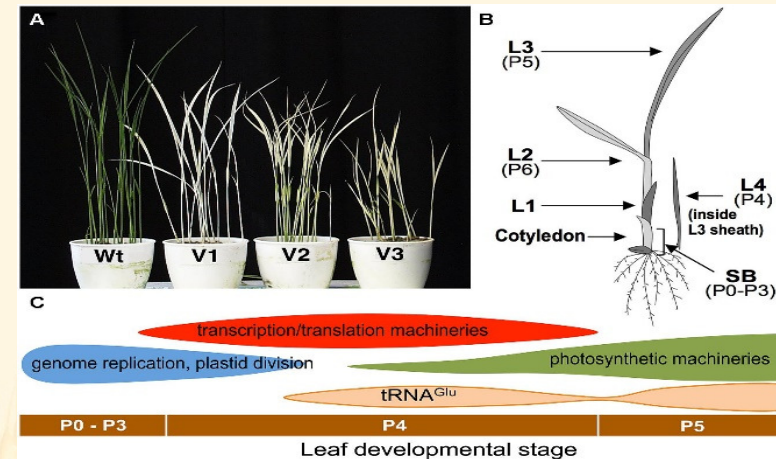 A
Wt
V1
V2
V3
B
L3
(P5)
L2
(P6)
L4
(P4)
(inside
L3 sheath)
L1
Cotyledon
SB
(P0-P3)
C
transcription/translation machineries
genome replication, plastid division
photosynthetic machineries
tRNAGlu
P0 - P3
P4
P5
Leaf developmental stage